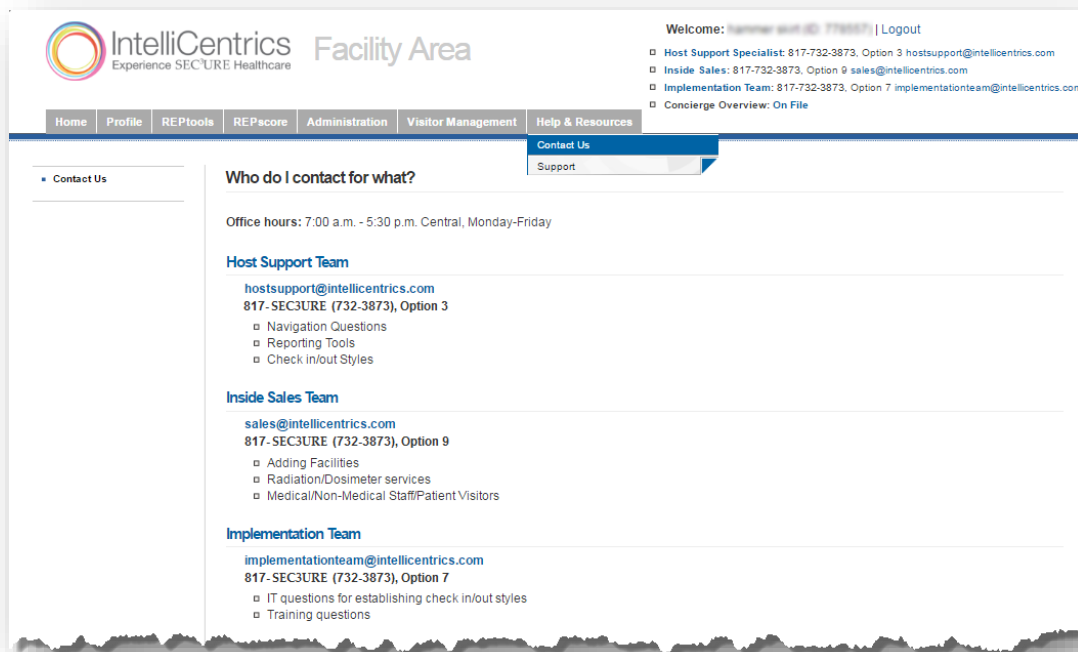 IntelliCentrics
Experience SEC³URE Healthcare
Facility Area
Welcome: | Logout
Host Support Specialist: 817-732-3873, Option 3 hostsupport@intellicentrics.com
Inside Sales: 817-732-3873, Option 9 sales@intellicentrics.com
Implementation Team: 817-732-3873, Option 7 implementationteam@intellicentrics.com
Concierge Overview: On File
Home Profile REPtools REPscore Administration Visitor Management Help & Resources
Contact Us
Support
Contact Us
Who do I contact for what?
Office hours: 7:00 a.m. - 5:30 p.m. Central, Monday-Friday
Host Support Team
hostsupport@intellicentrics.com
817-SEC3URE (732-3873), Option 3
Navigation Questions
Reporting Tools
Check in/out Styles
Inside Sales Team
sales@intellicentrics.com
817-SEC3URE (732-3873), Option 9
Adding Facilities
Radiation/Dosimeter services
Medical/Non-Medical Staff/Patient Visitors
Implementation Team
implementationteam@intellicentrics.com
817-SEC3URE (732-3873), Option 7
IT questions for establishing check in/out styles
Training questions